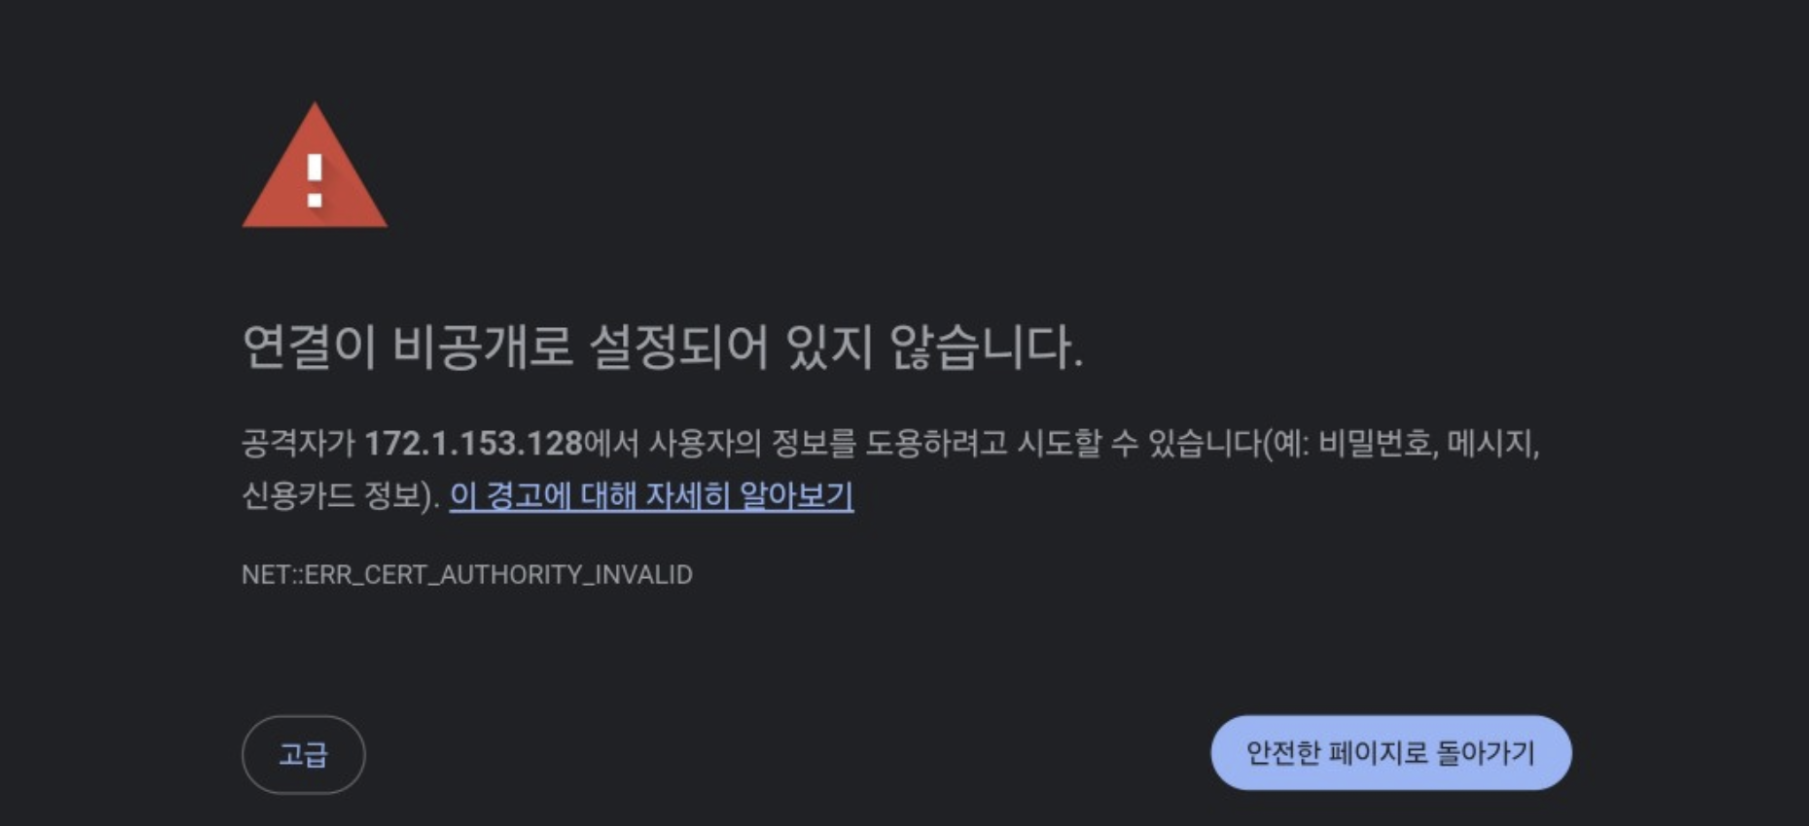 연결이 비공개로 설정되어 있지 않습니다.
공격자가 172.1.153.128에서 사용자의 정보를 도용하려고 시도할 수 있습니다(예: 비밀번호, 메시지,
신용카드 정보). 이 경고에 대해 자세히 알아보기
NET::ERR_CERT_AUTHORITY_INVALID
고급
안전한 페이지로 돌아가기